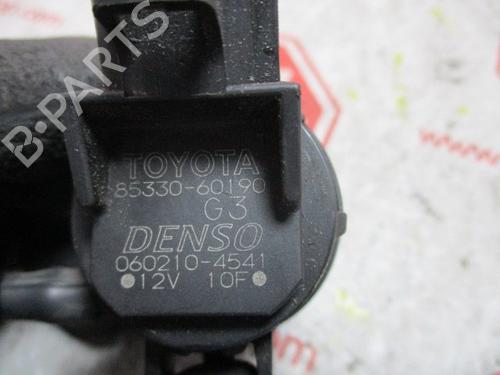 TOYOTA
85330-60190
G3
DENSO
060210-4541
12V 10F
B-PARTS